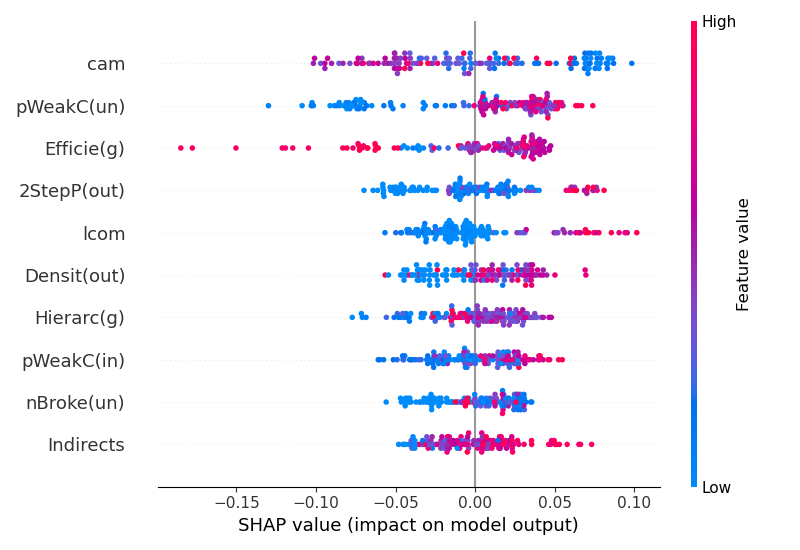 High
cam
pWeakC(un)
Efficie(g)
2StepP(out)
lcom
Densit(out)
Hierarc(g)
pWeakC(in)
nBroke(un)
Indirects
Low
Feature value
−0.15 −0.10 −0.05 0.00 0.05 0.10
SHAP value (impact on model output)